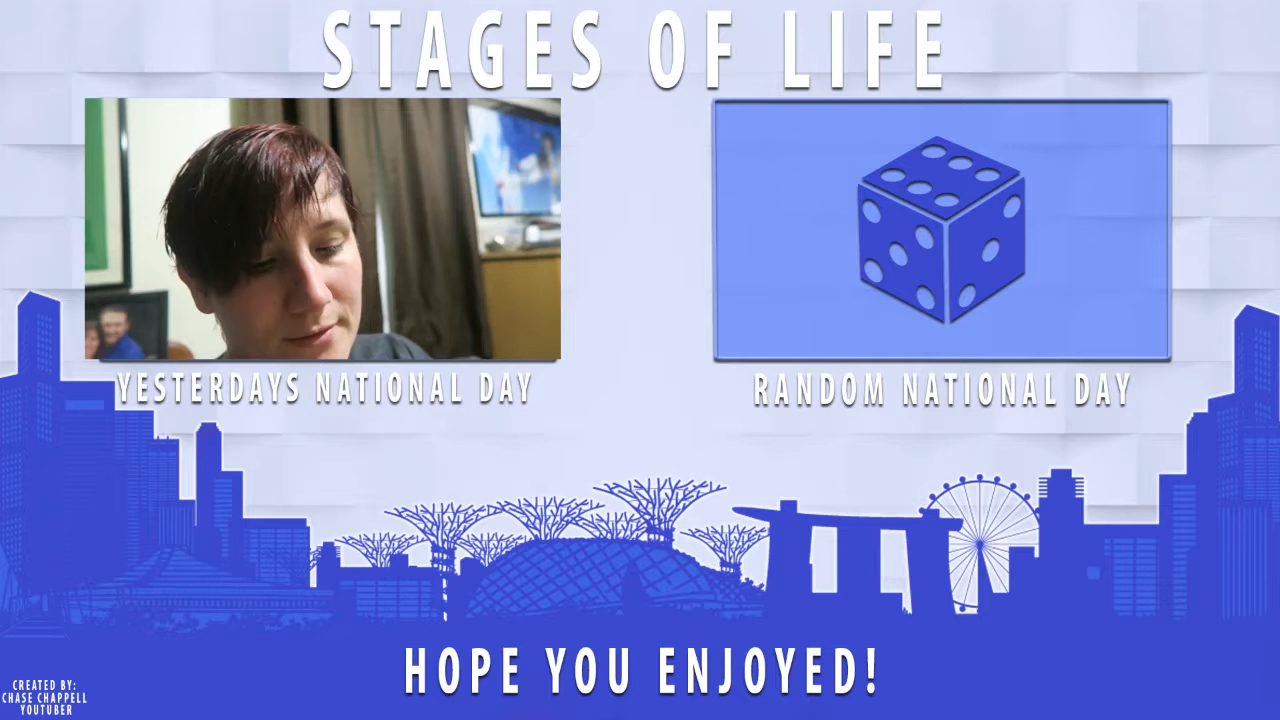 STAGES OF LIFE
YESTERDAYS NATIONAL DAY
RANDOM NATIONAL DAY
HOPE YOU ENJOYED!
CREATED BY:
CHASE CHAPPELL
YOUTUBER